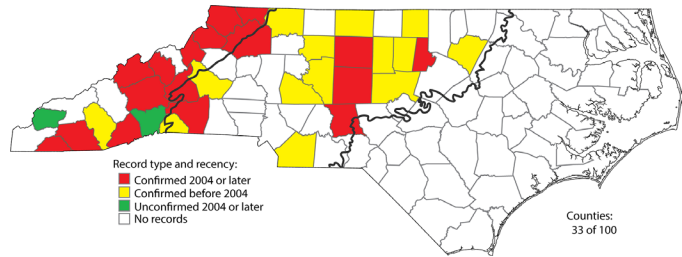 Record type and recency:
Confirmed 2004 or later
Confirmed before 2004
Unconfirmed 2004 or later
No records
Counties:
33 of 100